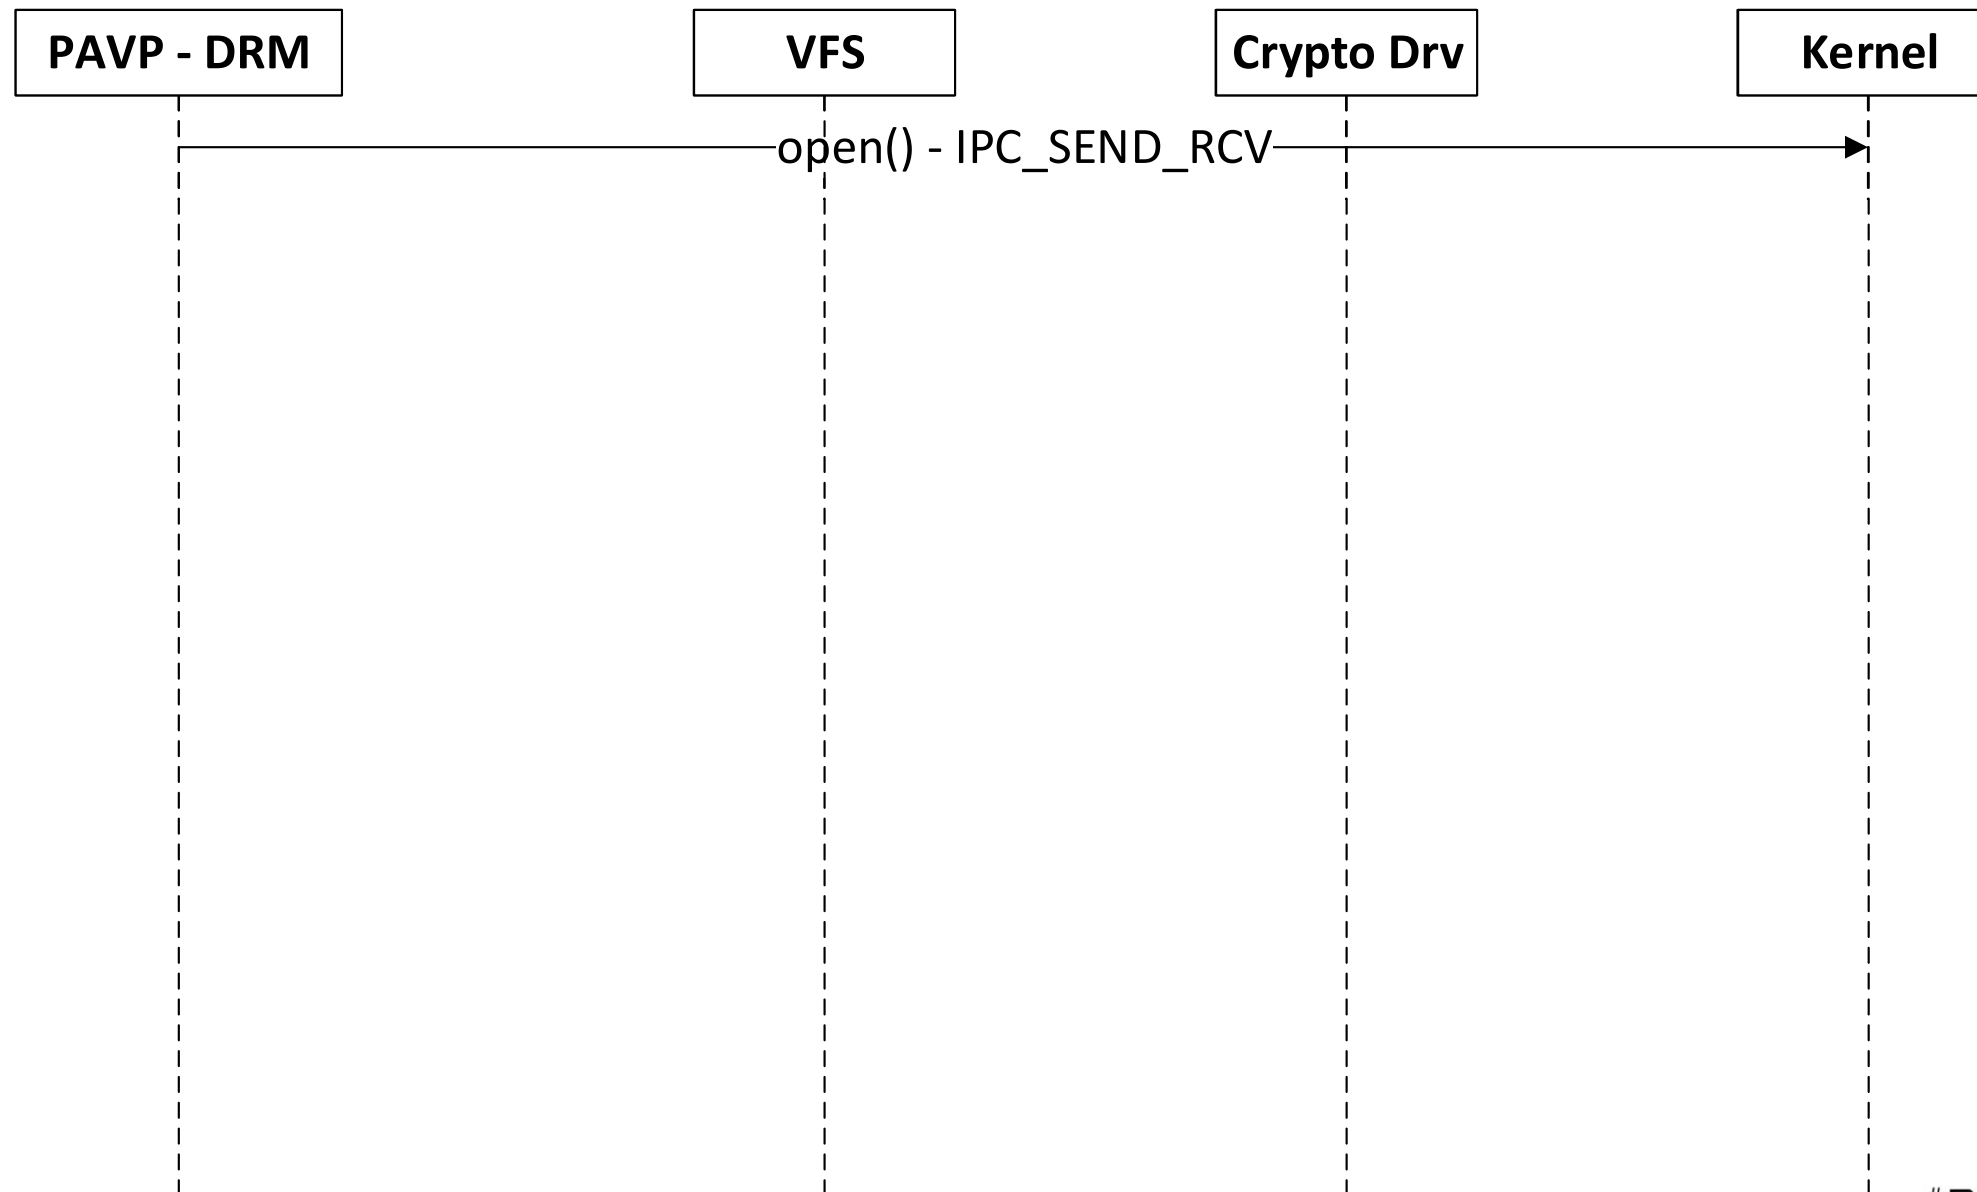 PAVP - DRM
VFS
Crypto Drv
Kernel
open() - IPC_SEND_RCV